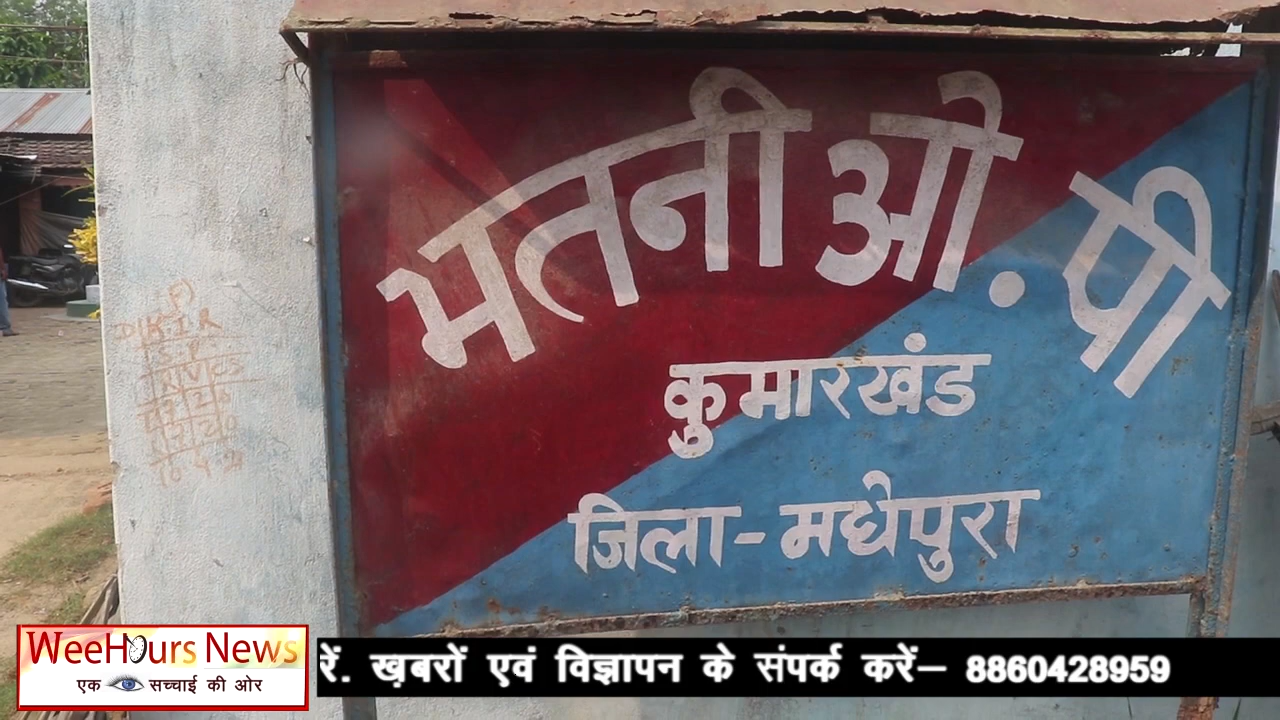 भतनी ओ. पी
कुमारखंड
जिला - मधेपुरा
WeeHours News
एक सच्चाई की ओर
रें. ख़बरों एवं विज्ञापन के संपर्क करें– 8860428959